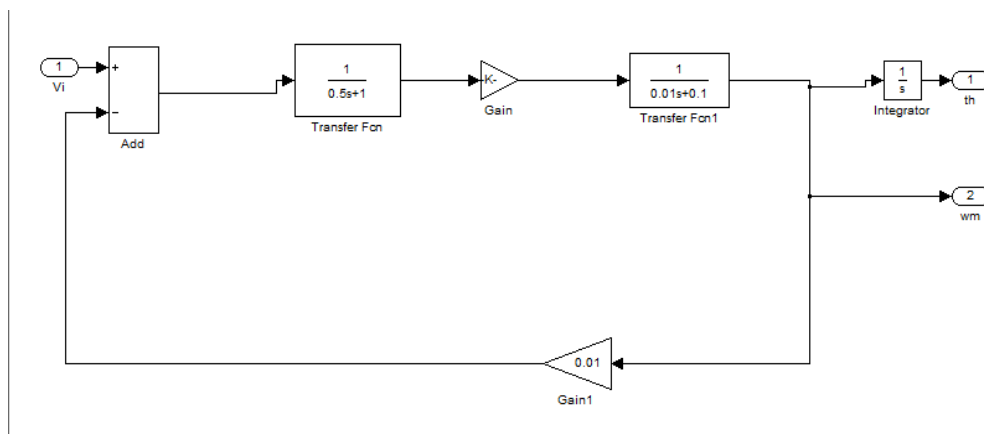 1
Vi
+
−
Add
1
0.5s+1
Transfer Fcn
-K-
Gain
1
0.01s+0.1
Transfer Fcn1
1
s
Integrator
1
th
2
wm
0.01
Gain1